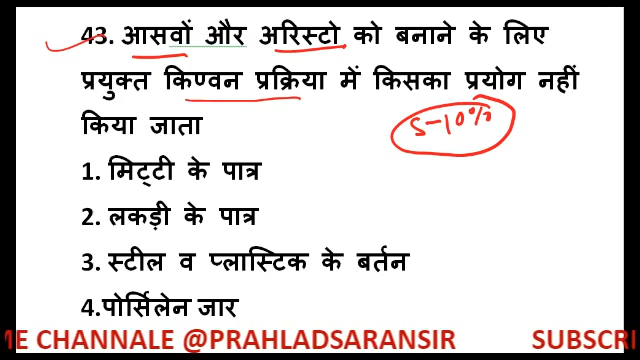 43. आसवों और अरिस्टो को बनाने के लिए
प्रयुक्त किण्वन प्रक्रिया में किसका प्रयोग नहीं
किया जाता
5-10%
1. मिट्टी के पात्र
2. लकड़ी के पात्र
3. स्टील व प्लास्टिक के बर्तन
4.पोर्सिलेन जार
ME CHANNALE @PRAHLADSARANSIR SUBSCRI